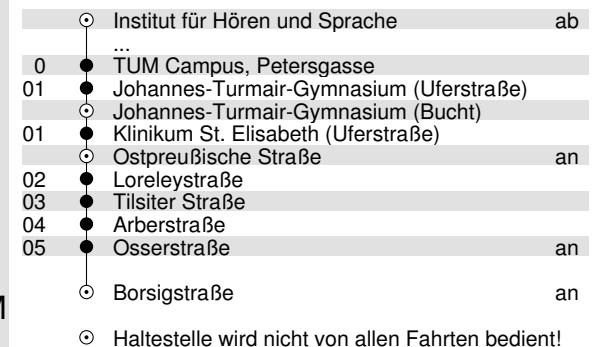 Institut für Hören und Sprache ab
...
0 TUM Campus, Petersgasse
01 Johannes-Turmair-Gymnasium (Uferstraße)
Johannes-Turmair-Gymnasium (Bucht)
01 Klinikum St. Elisabeth (Uferstraße)
Ostpreußische Straße an
02 Loreleystraße
03 Tilsiter Straße
04 Arberstraße
05 Osserstraße an
Borsigstraße an
Haltestelle wird nicht von allen Fahrten bedient!